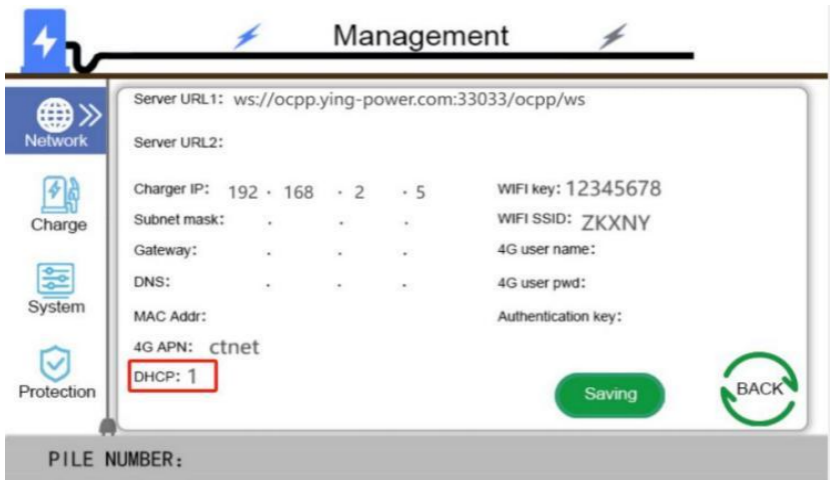 Management
Network
Charge
System
Protection
Server URL1: ws://ocpp.ying-power.com:33033/ocpp/ws
Server URL2:
Charger IP: 192 . 168 . 2 . 5
Subnet mask: . . .
Gateway: . . .
DNS: . . .
MAC Addr:
4G APN: ctnet
DHCP: 1
WIFI key: 12345678
WIFI SSID: ZKXNY
4G user name:
4G user pwd:
Authentication key:
Saving
BACK
PILE NUMBER: